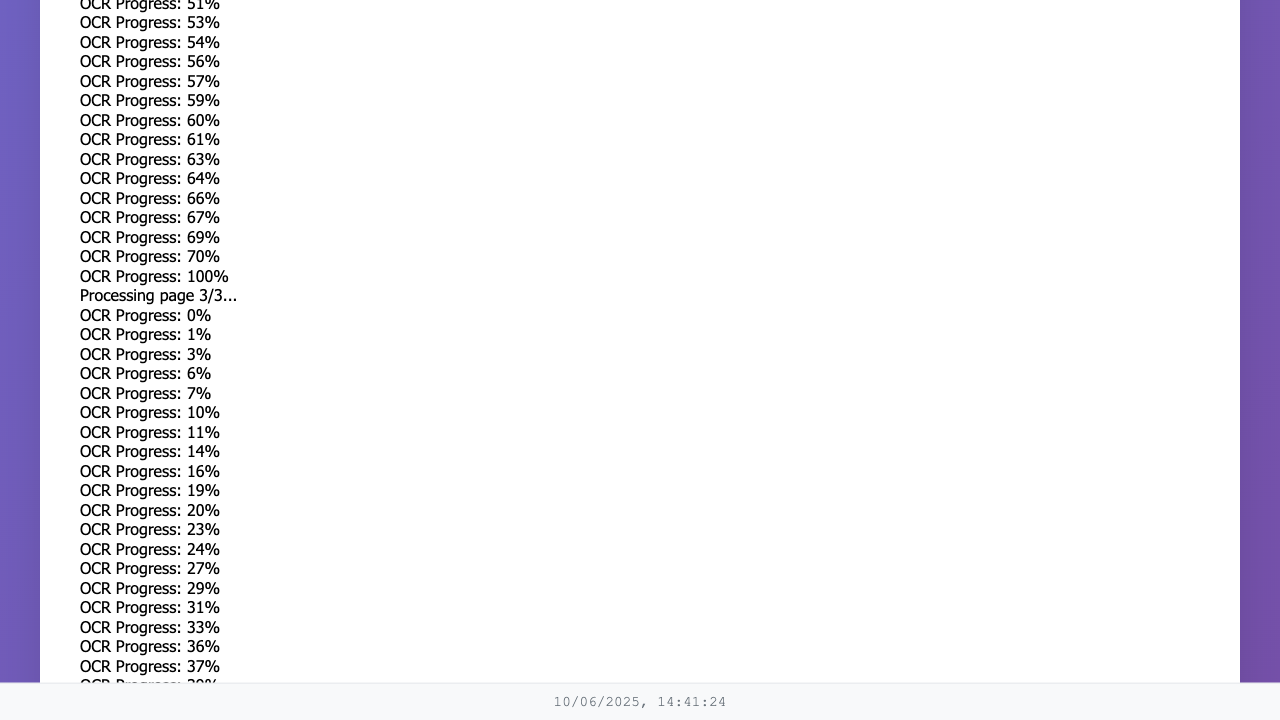 OCR Progress: 51%
OCR Progress: 53%
OCR Progress: 54%
OCR Progress: 56%
OCR Progress: 57%
OCR Progress: 59%
OCR Progress: 60%
OCR Progress: 61%
OCR Progress: 63%
OCR Progress: 64%
OCR Progress: 66%
OCR Progress: 67%
OCR Progress: 69%
OCR Progress: 70%
OCR Progress: 100%
Processing page 3/3...
OCR Progress: 0%
OCR Progress: 1%
OCR Progress: 3%
OCR Progress: 6%
OCR Progress: 7%
OCR Progress: 10%
OCR Progress: 11%
OCR Progress: 14%
OCR Progress: 16%
OCR Progress: 19%
OCR Progress: 20%
OCR Progress: 23%
OCR Progress: 24%
OCR Progress: 27%
OCR Progress: 29%
OCR Progress: 31%
OCR Progress: 33%
OCR Progress: 36%
OCR Progress: 37%
OCR Progress:
10/06/2025, 14:41:24